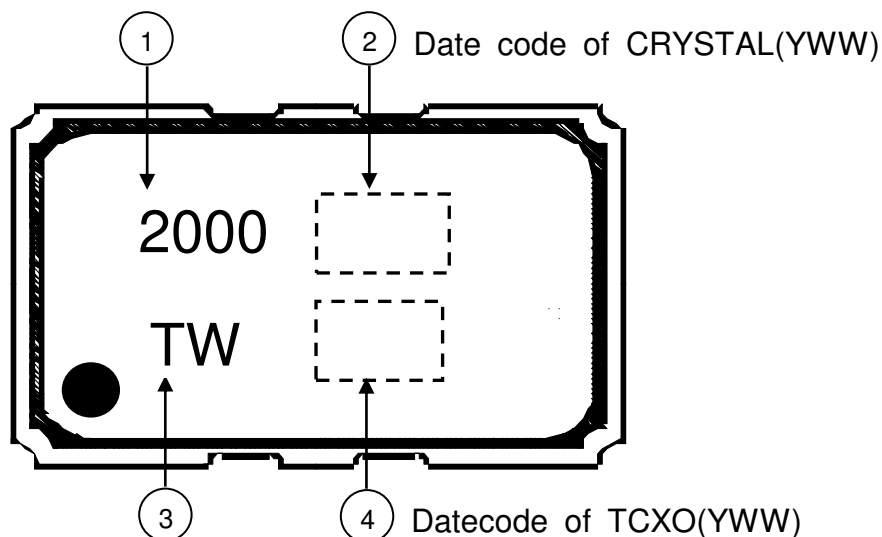 1
2 Date code of CRYSTAL(YWW)
2000
TW
3
4 Datecode of TCXO(YWW)